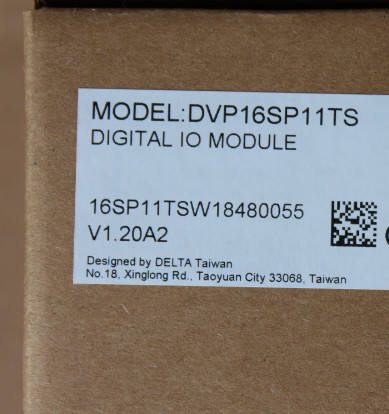 MODEL:DVP16SP11TS
DIGITAL IO MODULE
16SP11TSW18480055
V1.20A2
Designed by DELTA Taiwan
No.18, Xinglong Rd., Taoyuan City 33068, Taiwan